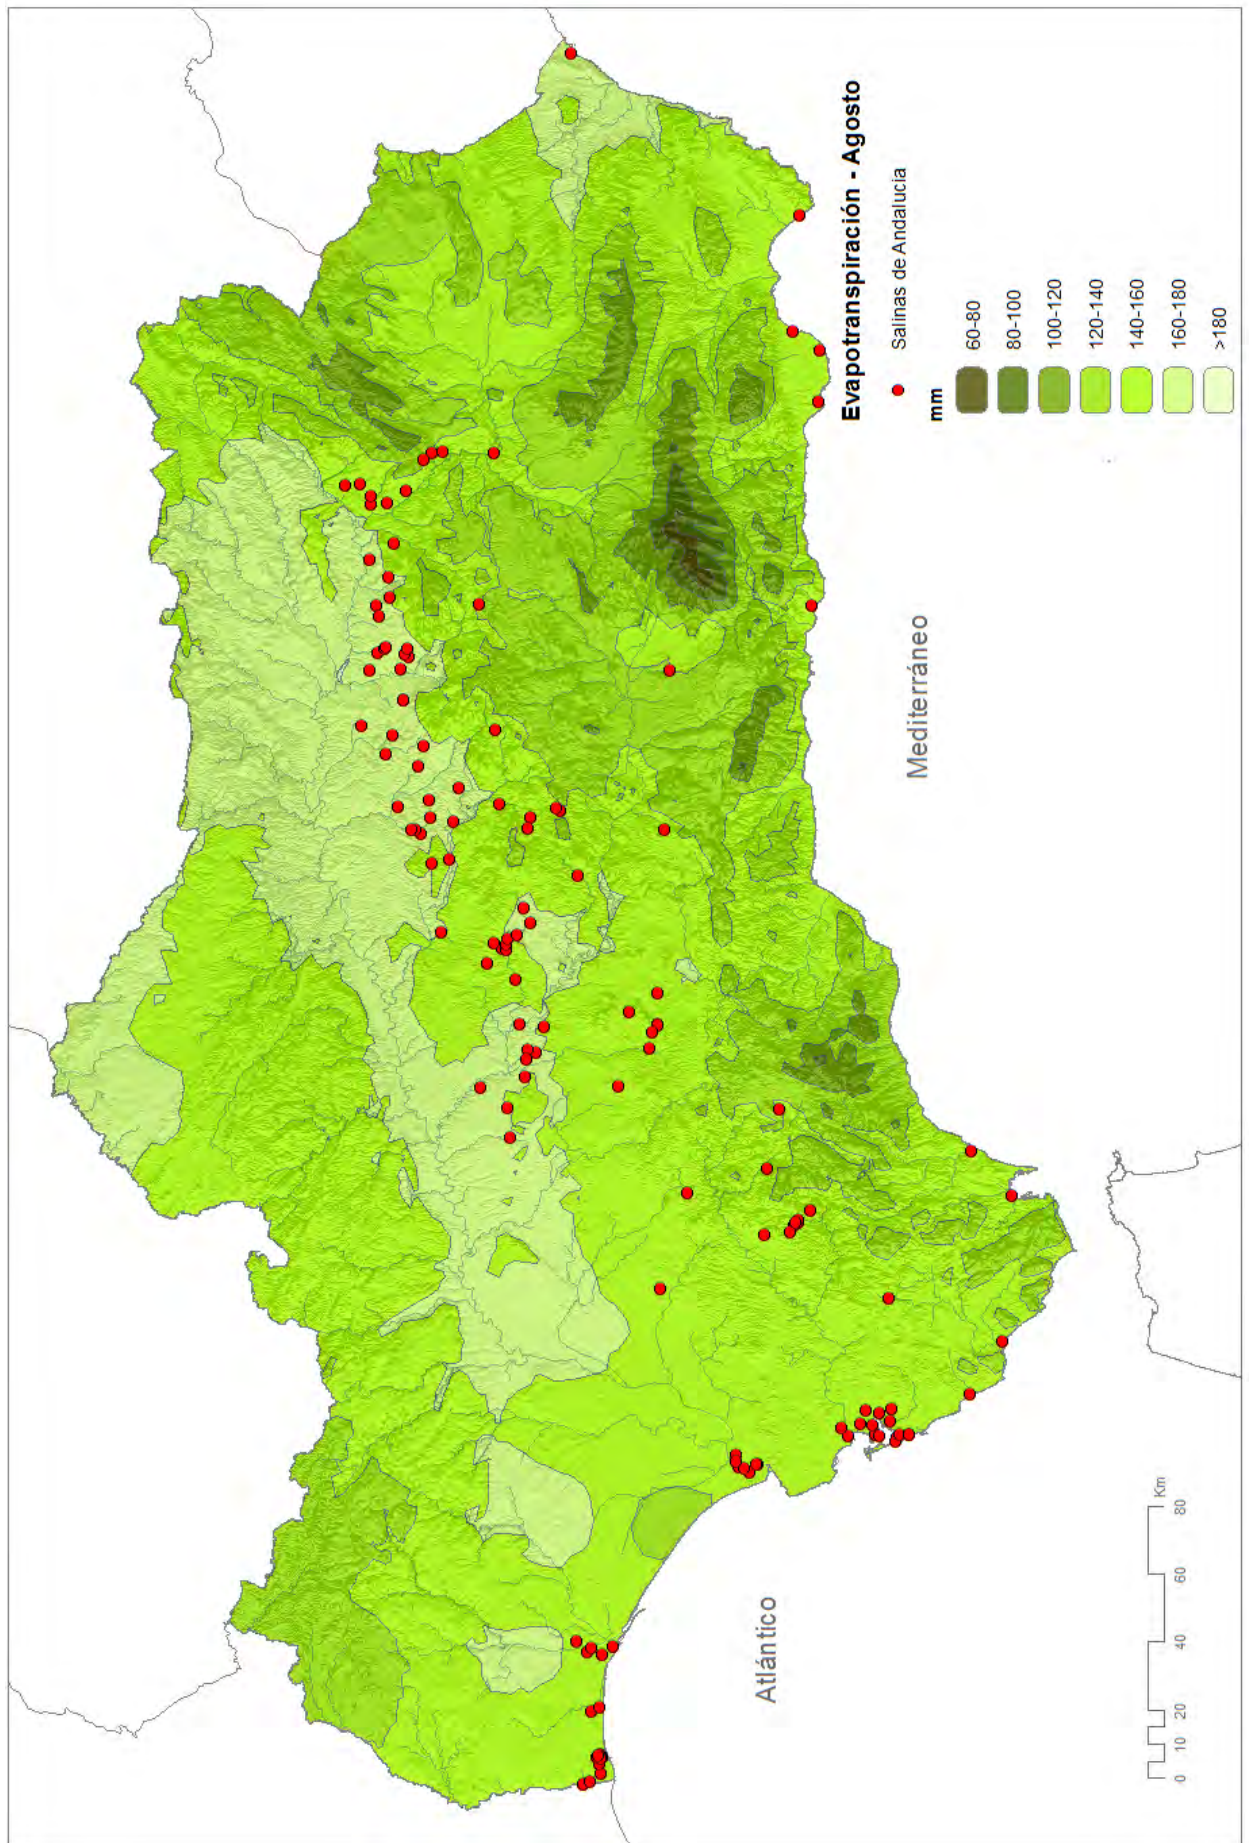 Evapotranspiración - Agosto
Salinas de Andalucia
mm
60-80
80-100
100-120
120-140
140-160
160-180
>180
Mediterráneo
Atlántico
Km
0 10 20 40 60 80